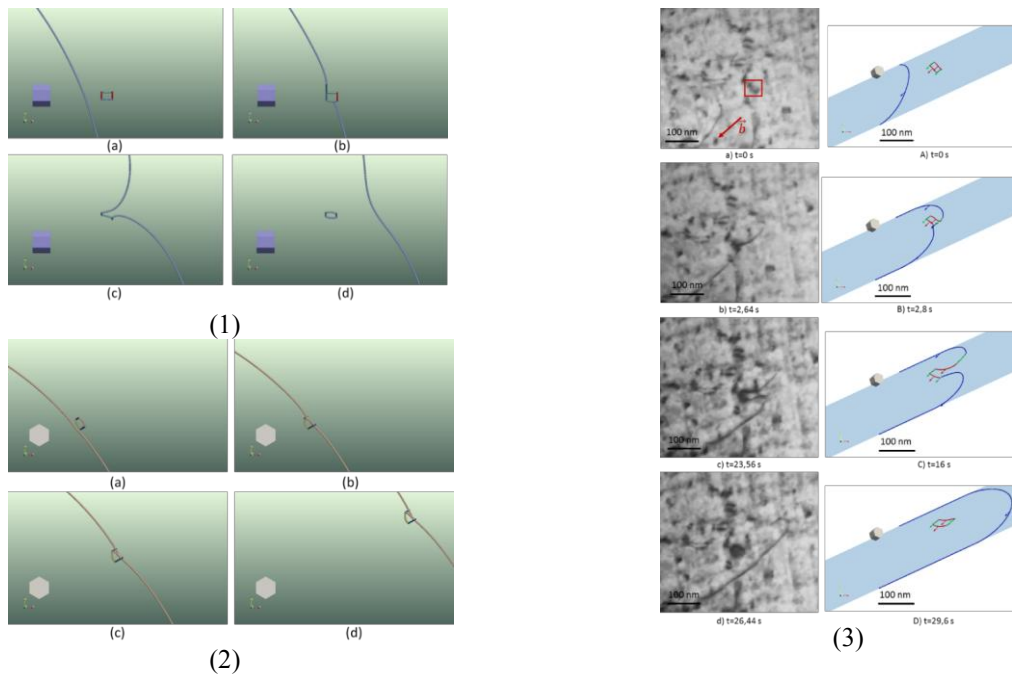 (a)
(b)
(c)
(d)
(1)
(a)
(b)
(c)
(d)
(2)
100 nm
b
a) t=0 s
100 nm
A) t=0 s
100 nm
b) t=2,64 s
100 nm
B) t=2,8 s
100 nm
c) t=23,56 s
100 nm
C) t=16 s
100 nm
d) t=26,44 s
100 nm
D) t=29,6 s
(3)